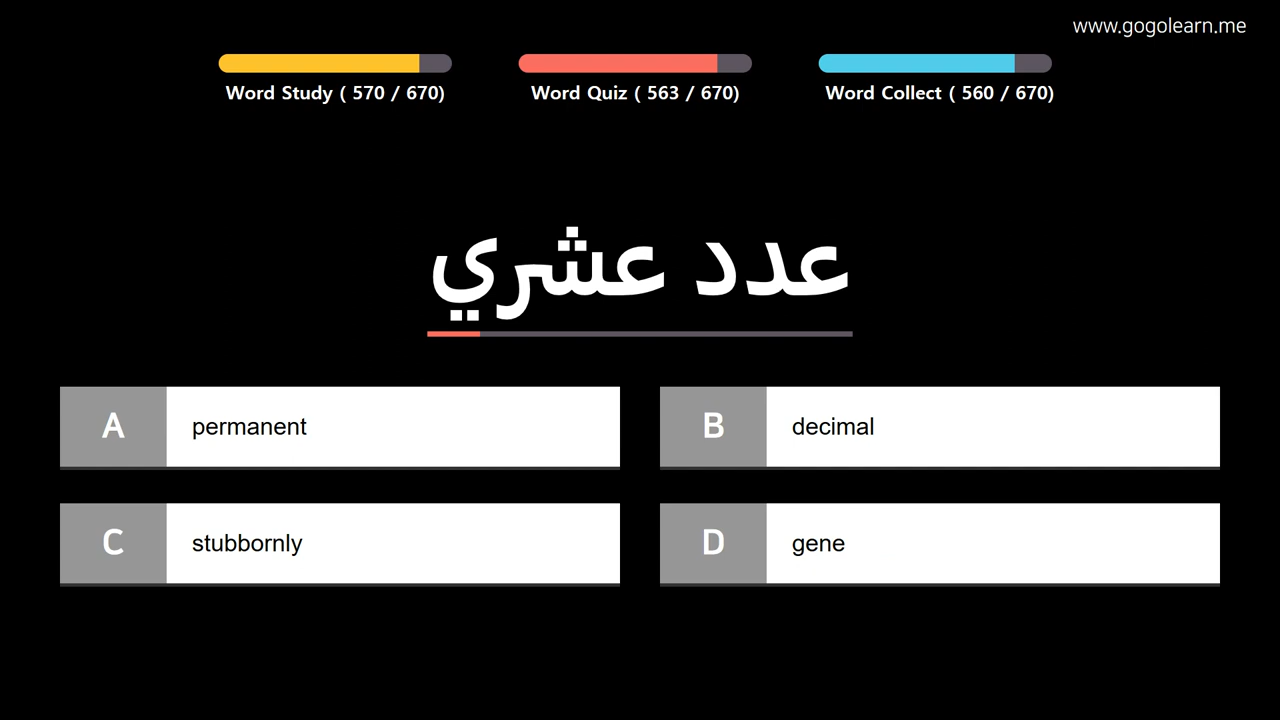 www.gogolearn.me
Word Study ( 570 / 670)
Word Quiz ( 563 / 670)
Word Collect ( 560 / 670)
عدد عشري
A permanent
B decimal
C stubbornly
D gene